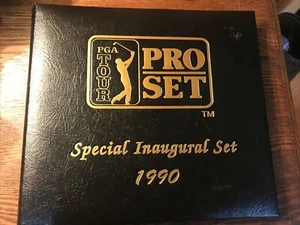 PGA
TOUR
PRO
SET
TM
Special Inaugural Set
1990